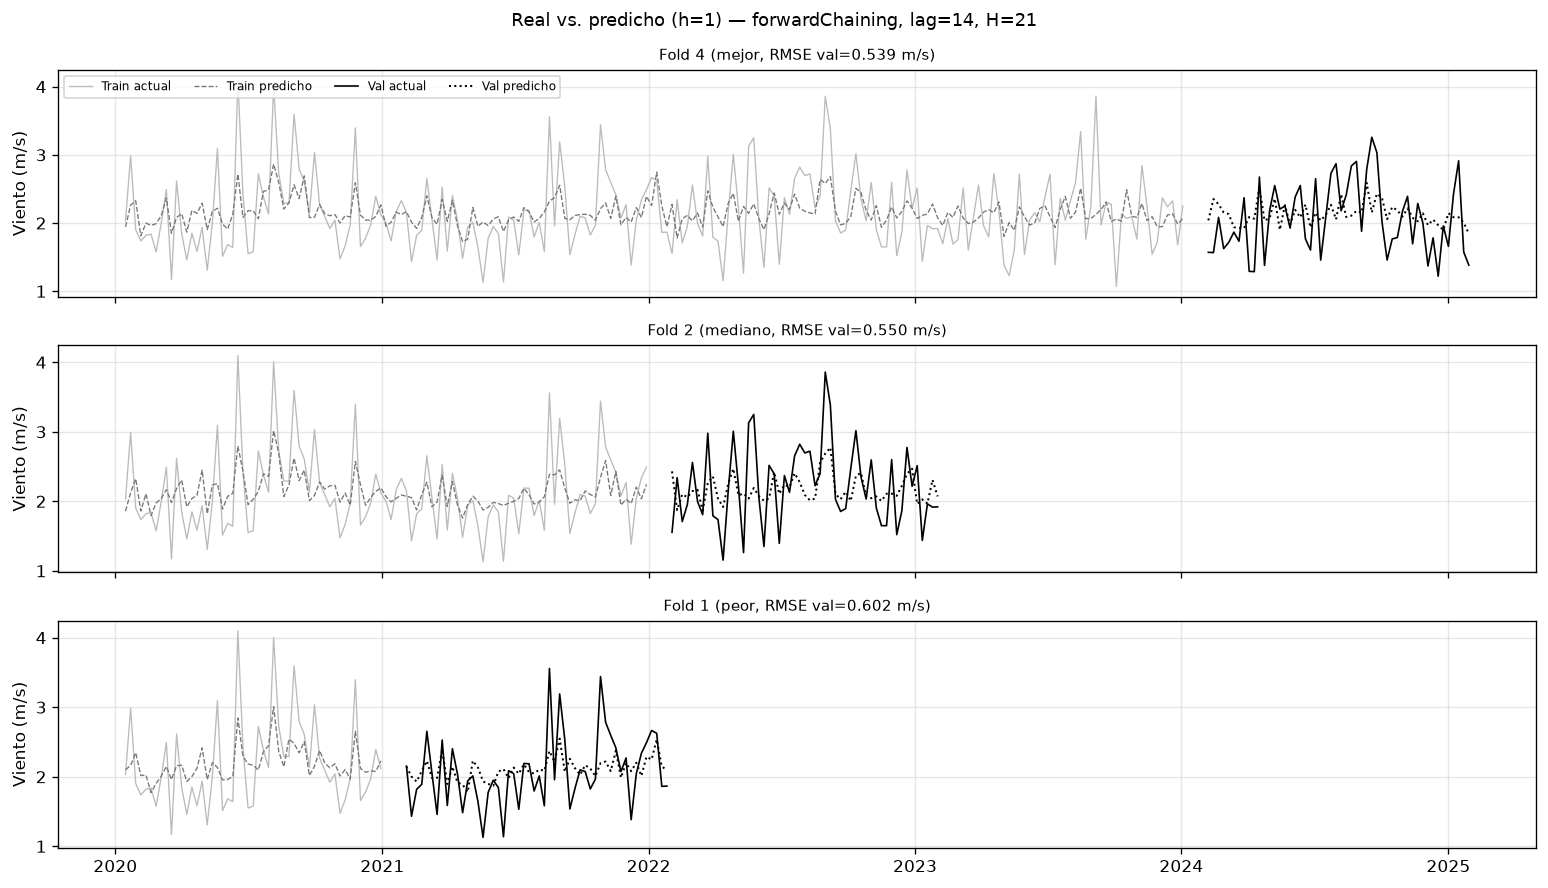 Real vs. predicho (h=1) — forwardChaining, lag=14, H=21
Fold 4 (mejor, RMSE val=0.539 m/s)
Train actual
Train predicho
Val actual
Val predicho
Viento (m/s)
4
3
2
1
Fold 2 (mediano, RMSE val=0.550 m/s)
Viento (m/s)
4
3
2
1
Fold 1 (peor, RMSE val=0.602 m/s)
Viento (m/s)
4
3
2
1
2020
2021
2022
2023
2024
2025